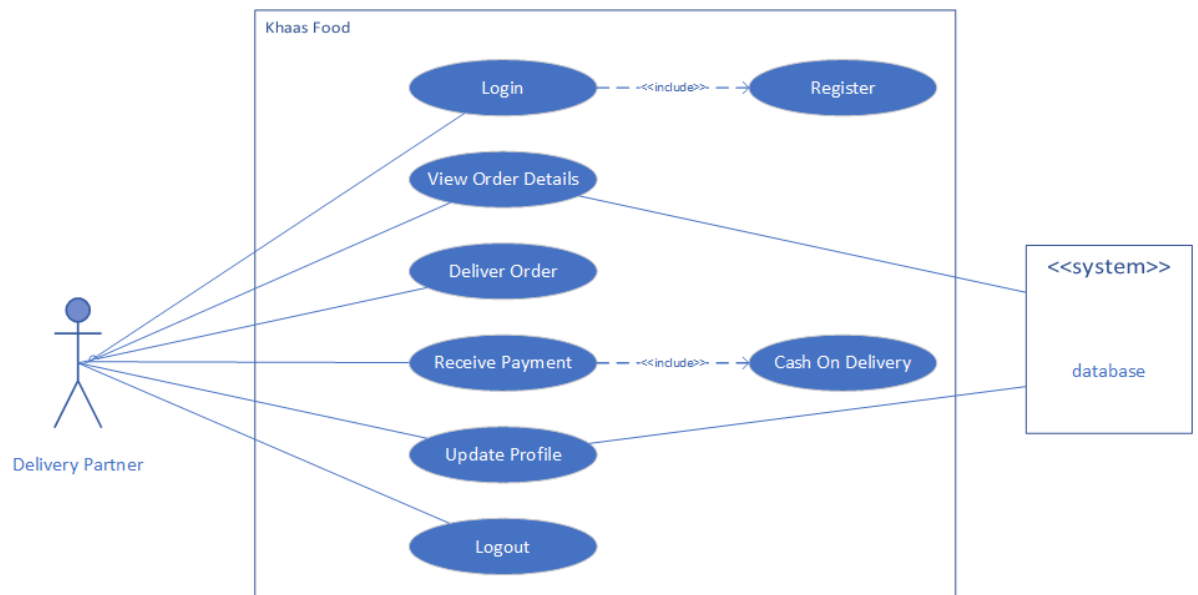 Khaas Food
Login
<<include>>
Register
View Order Details
Deliver Order
<<system>>
Receive Payment
<<include>>
Cash On Delivery
database
Update Profile
Delivery Partner
Logout